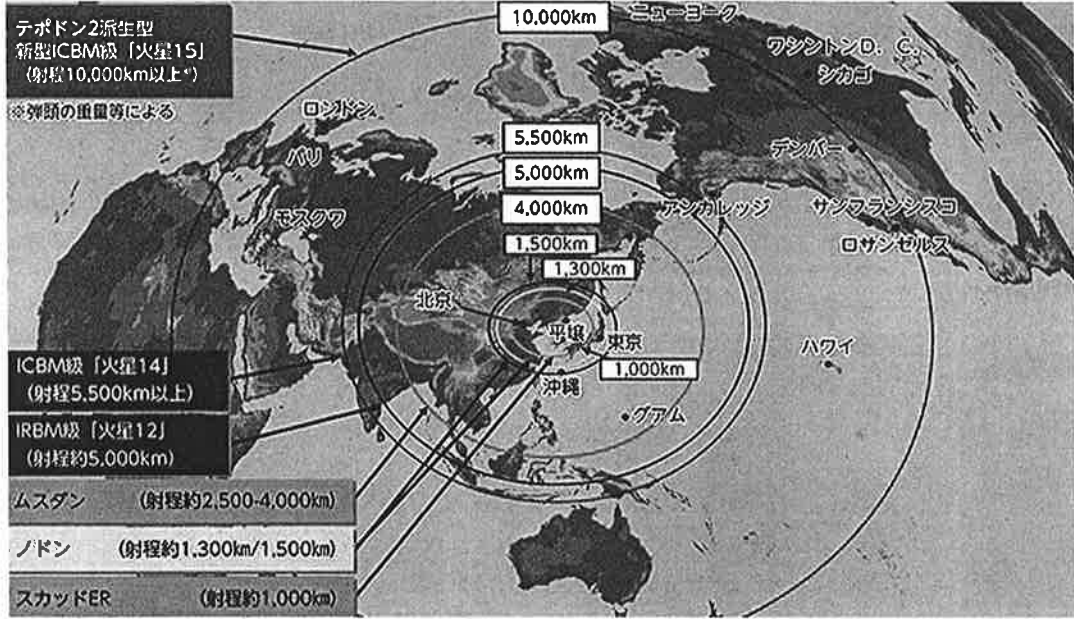 テポドン2派生型
新型ICBM級「火星15」
(射程10,000km以上*)
※弾頭の重量等による
10,000km
ニューヨーク
ワシントンD. C.
シカゴ
ロンドン
パリ
モスクワ
デンバー
5,500km
5,000km
4,000km
アンカレッジ
サンフランシスコ
ロサンゼルス
1,500km
1,300km
北京
平壌
東京
ハワイ
1,000km
沖縄
グアム
ICBM級「火星14」
(射程5,500km以上)
IRBM級「火星12」
(射程約5,000km)
ムスダン (射程約2,500-4,000km)
ノドン (射程約1,300km/1,500km)
スカッドER (射程約1,000km)